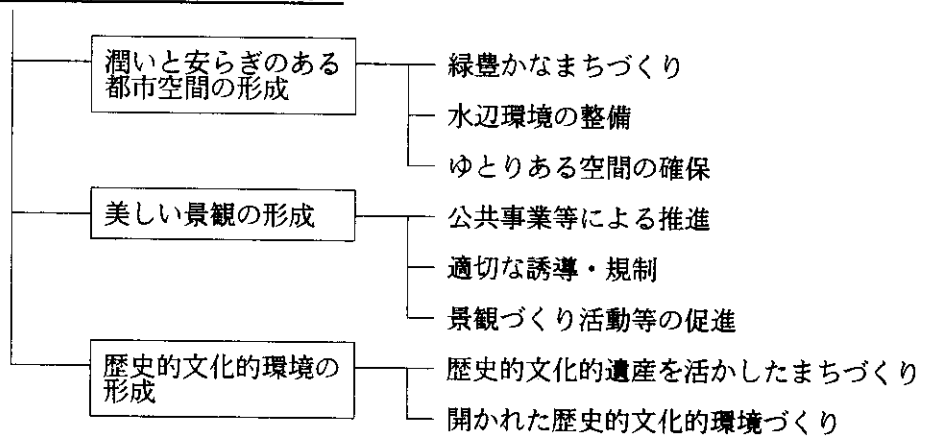 潤いと安らぎのある
都市空間の形成
緑豊かなまちづくり
水辺環境の整備
ゆとりある空間の確保
美しい景観の形成
公共事業等による推進
適切な誘導・規制
景観づくり活動等の促進
歴史的文化的環境の
形成
歴史的文化的遺産を活かしたまちづくり
開かれた歴史的文化的環境づくり